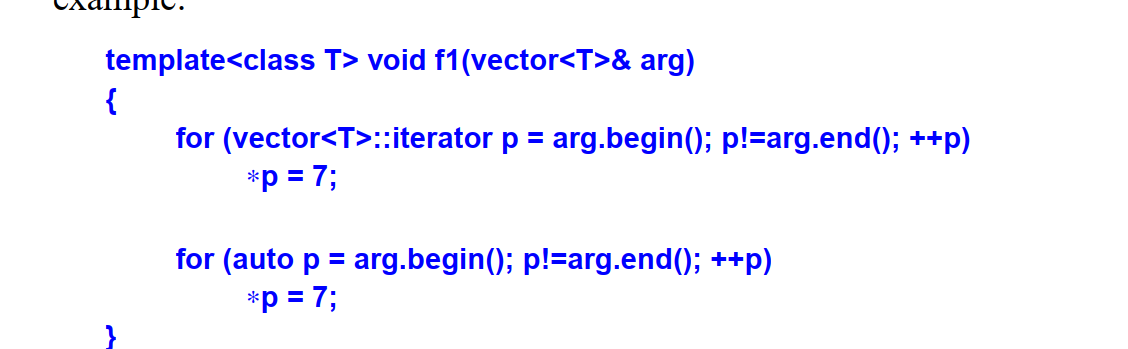 example:
template<class T> void f1(vector<T>& arg)
{
for (vector<T>::iterator p = arg.begin(); p!=arg.end(); ++p)
*p = 7;
for (auto p = arg.begin(); p!=arg.end(); ++p)
*p = 7;
}